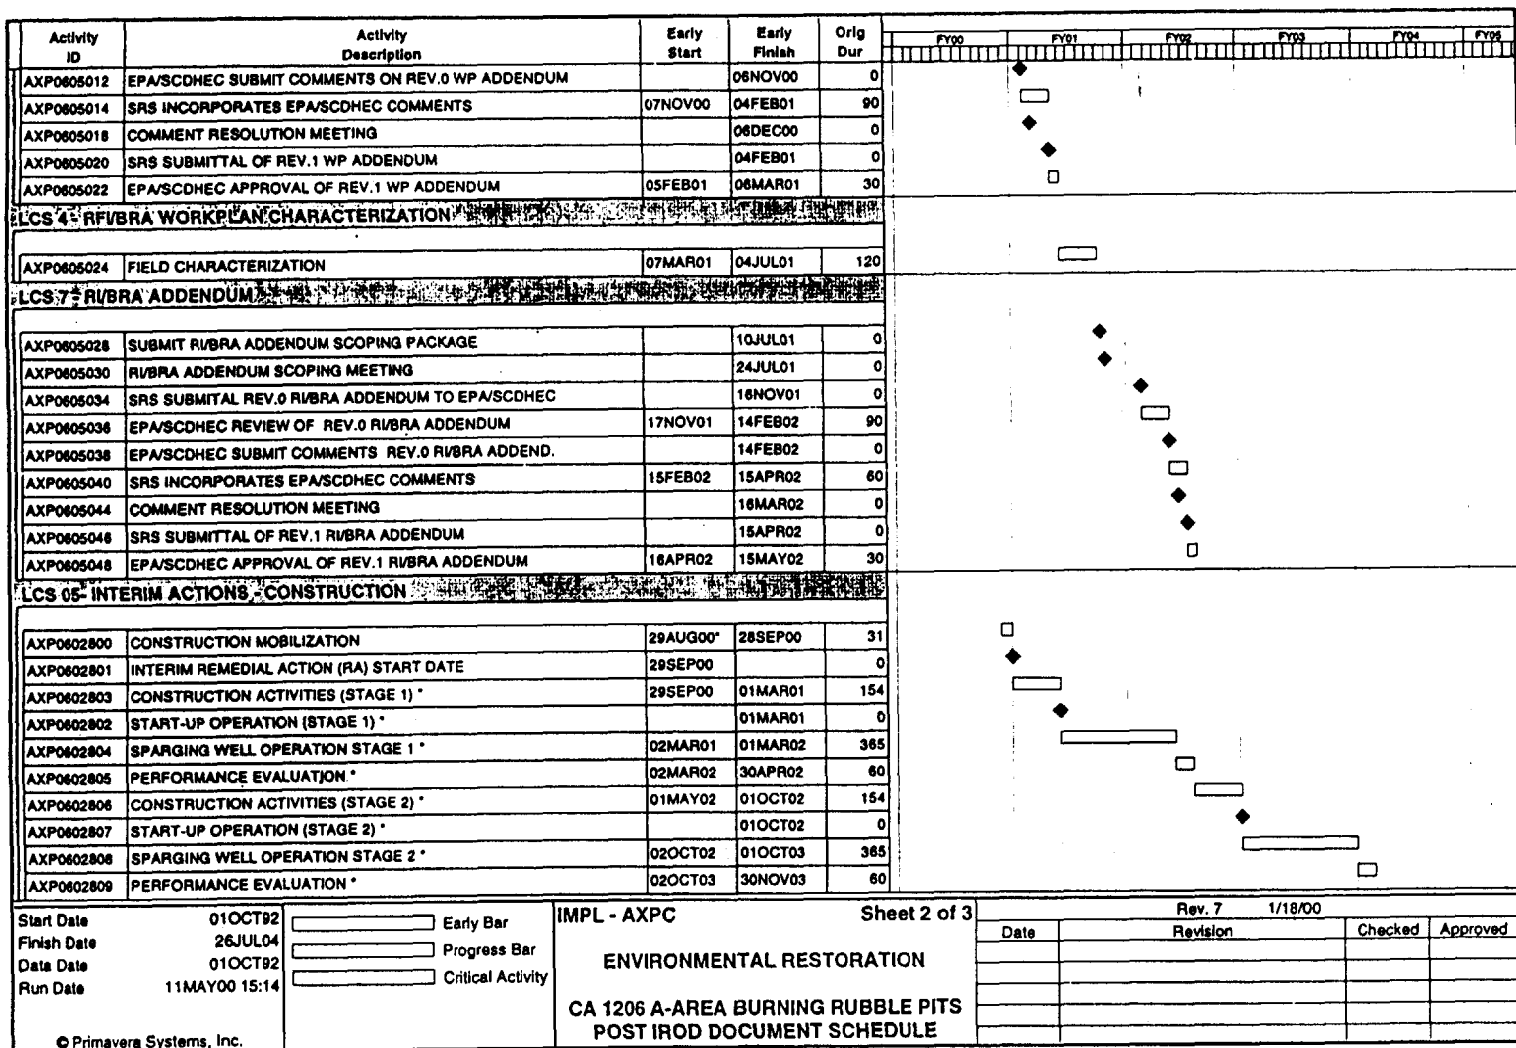 Activity ID Activity Description Early Start Early Finish Orig Dur FY00 FY01 FY02 FY03 FY04 FY05
AXP0605012 EPA/SCDHEC SUBMIT COMMENTS ON REV.0 WP ADDENDUM 06NOV00 0
AXP0605014 SRS INCORPORATES EPA/SCDHEC COMMENTS 07NOV00 04FEB01 90
AXP0605018 COMMENT RESOLUTION MEETING 06DEC00 0
AXP0605020 SRS SUBMITTAL OF REV.1 WP ADDENDUM 04FEB01 0
AXP0605022 EPA/SCDHEC APPROVAL OF REV.1 WP ADDENDUM 05FEB01 06MAR01 30
LCS 4 - RFI/BRA WORKPLAN CHARACTERIZATION
AXP0605024 FIELD CHARACTERIZATION 07MAR01 04JUL01 120
LCS 7 - RI/BRA ADDENDUM
AXP0605028 SUBMIT RI/BRA ADDENDUM SCOPING PACKAGE 10JUL01 0
AXP0605030 RI/BRA ADDENDUM SCOPING MEETING 24JUL01 0
AXP0605034 SRS SUBMITAL REV.0 RI/BRA ADDENDUM TO EPA/SCDHEC 16NOV01 0
AXP0605036 EPA/SCDHEC REVIEW OF REV.0 RI/BRA ADDENDUM 17NOV01 14FEB02 90
AXP0605038 EPA/SCDHEC SUBMIT COMMENTS REV.0 RI/BRA ADDEND. 14FEB02 0
AXP0605040 SRS INCORPORATES EPA/SCDHEC COMMENTS 15FEB02 15APR02 60
AXP0605044 COMMENT RESOLUTION MEETING 16MAR02 0
AXP0605046 SRS SUBMITTAL OF REV.1 RI/BRA ADDENDUM 15APR02 0
AXP0605048 EPA/SCDHEC APPROVAL OF REV.1 RI/BRA ADDENDUM 16APR02 15MAY02 30
LCS 05- INTERIM ACTIONS - CONSTRUCTION
AXP0602800 CONSTRUCTION MOBILIZATION 29AUG00* 28SEP00 31
AXP0602801 INTERIM REMEDIAL ACTION (RA) START DATE 29SEP00 0
AXP0602803 CONSTRUCTION ACTIVITIES (STAGE 1) * 29SEP00 01MAR01 154
AXP0602802 START-UP OPERATION (STAGE 1) * 01MAR01 0
AXP0602804 SPARGING WELL OPERATION STAGE 1 * 02MAR01 01MAR02 365
AXP0602805 PERFORMANCE EVALUATION * 02MAR02 30APR02 60
AXP0602806 CONSTRUCTION ACTIVITIES (STAGE 2) * 01MAY02 01OCT02 154
AXP0602807 START-UP OPERATION (STAGE 2) * 01OCT02 0
AXP0602808 SPARGING WELL OPERATION STAGE 2 * 02OCT02 01OCT03 365
AXP0602809 PERFORMANCE EVALUATION * 02OCT03 30NOV03 60
Start Date 01OCT92
Finish Date 26JUL04
Data Date 01OCT92
Run Date 11MAY00 15:14
© Primavera Systems, Inc.
Early Bar
Progress Bar
Critical Activity
IMPL - AXPC Sheet 2 of 3
ENVIRONMENTAL RESTORATION
CA 1206 A-AREA BURNING RUBBLE PITS
POST IROD DOCUMENT SCHEDULE
Rev. 7 1/18/00
Date Revision Checked Approved